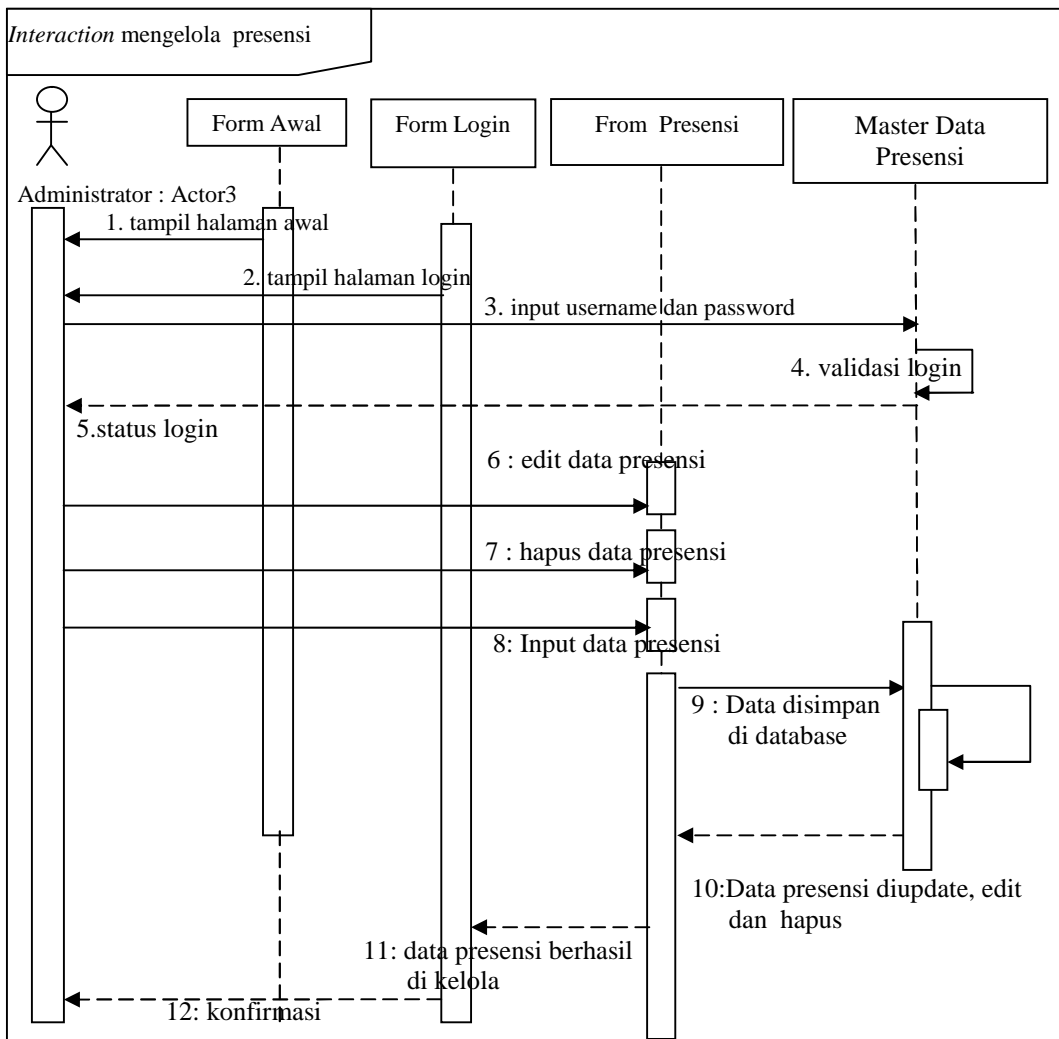 Interaction mengelola presensi
Form Awal
Form Login
From Presensi
Master Data
Presensi
Administrator : Actor3
1. tampil halaman awal
2. tampil halaman login
3. input username dan password
4. validasi login
5.status login
6 : edit data presensi
7 : hapus data presensi
8: Input data presensi
9 : Data disimpan
di database
10:Data presensi diupdate, edit
dan hapus
11: data presensi berhasil
di kelola
12: konfirmasi